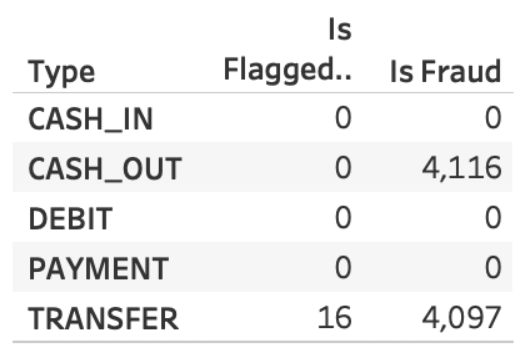 Is
Type Flagged.. Is Fraud
CASH_IN 0 0
CASH_OUT 0 4,116
DEBIT 0 0
PAYMENT 0 0
TRANSFER 16 4,097